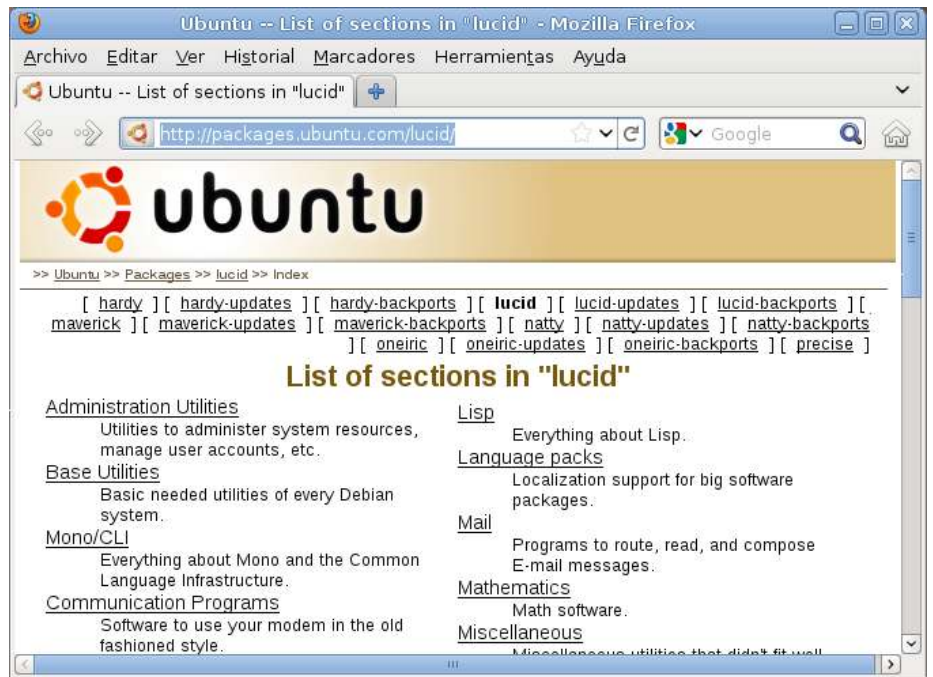 Ubuntu -- List of sections in "lucid" - Mozilla Firefox
Archivo Editar Ver Historial Marcadores Herramientas Ayuda
Ubuntu -- List of sections in "lucid"
http://packages.ubuntu.com/lucid/ Google
ubuntu
>> Ubuntu >> Packages >> lucid >> Index
[ hardy ] [ hardy-updates ] [ hardy-backports ] [ lucid ] [ lucid-updates ] [ lucid-backports ] [
maverick ] [ maverick-updates ] [ maverick-backports ] [ natty ] [ natty-updates ] [ natty-backports
] [ oneiric ] [ oneiric-updates ] [ oneiric-backports ] [ precise ]
List of sections in "lucid"
Administration Utilities
Utilities to administer system resources,
manage user accounts, etc.
Base Utilities
Basic needed utilities of every Debian
system.
Mono/CLI
Everything about Mono and the Common
Language Infrastructure.
Communication Programs
Software to use your modem in the old
fashioned style.
Lisp
Everything about Lisp.
Language packs
Localization support for big software
packages.
Mail
Programs to route, read, and compose
E-mail messages.
Mathematics
Math software.
Miscellaneous
Miscellaneous utilities that didn't fit well